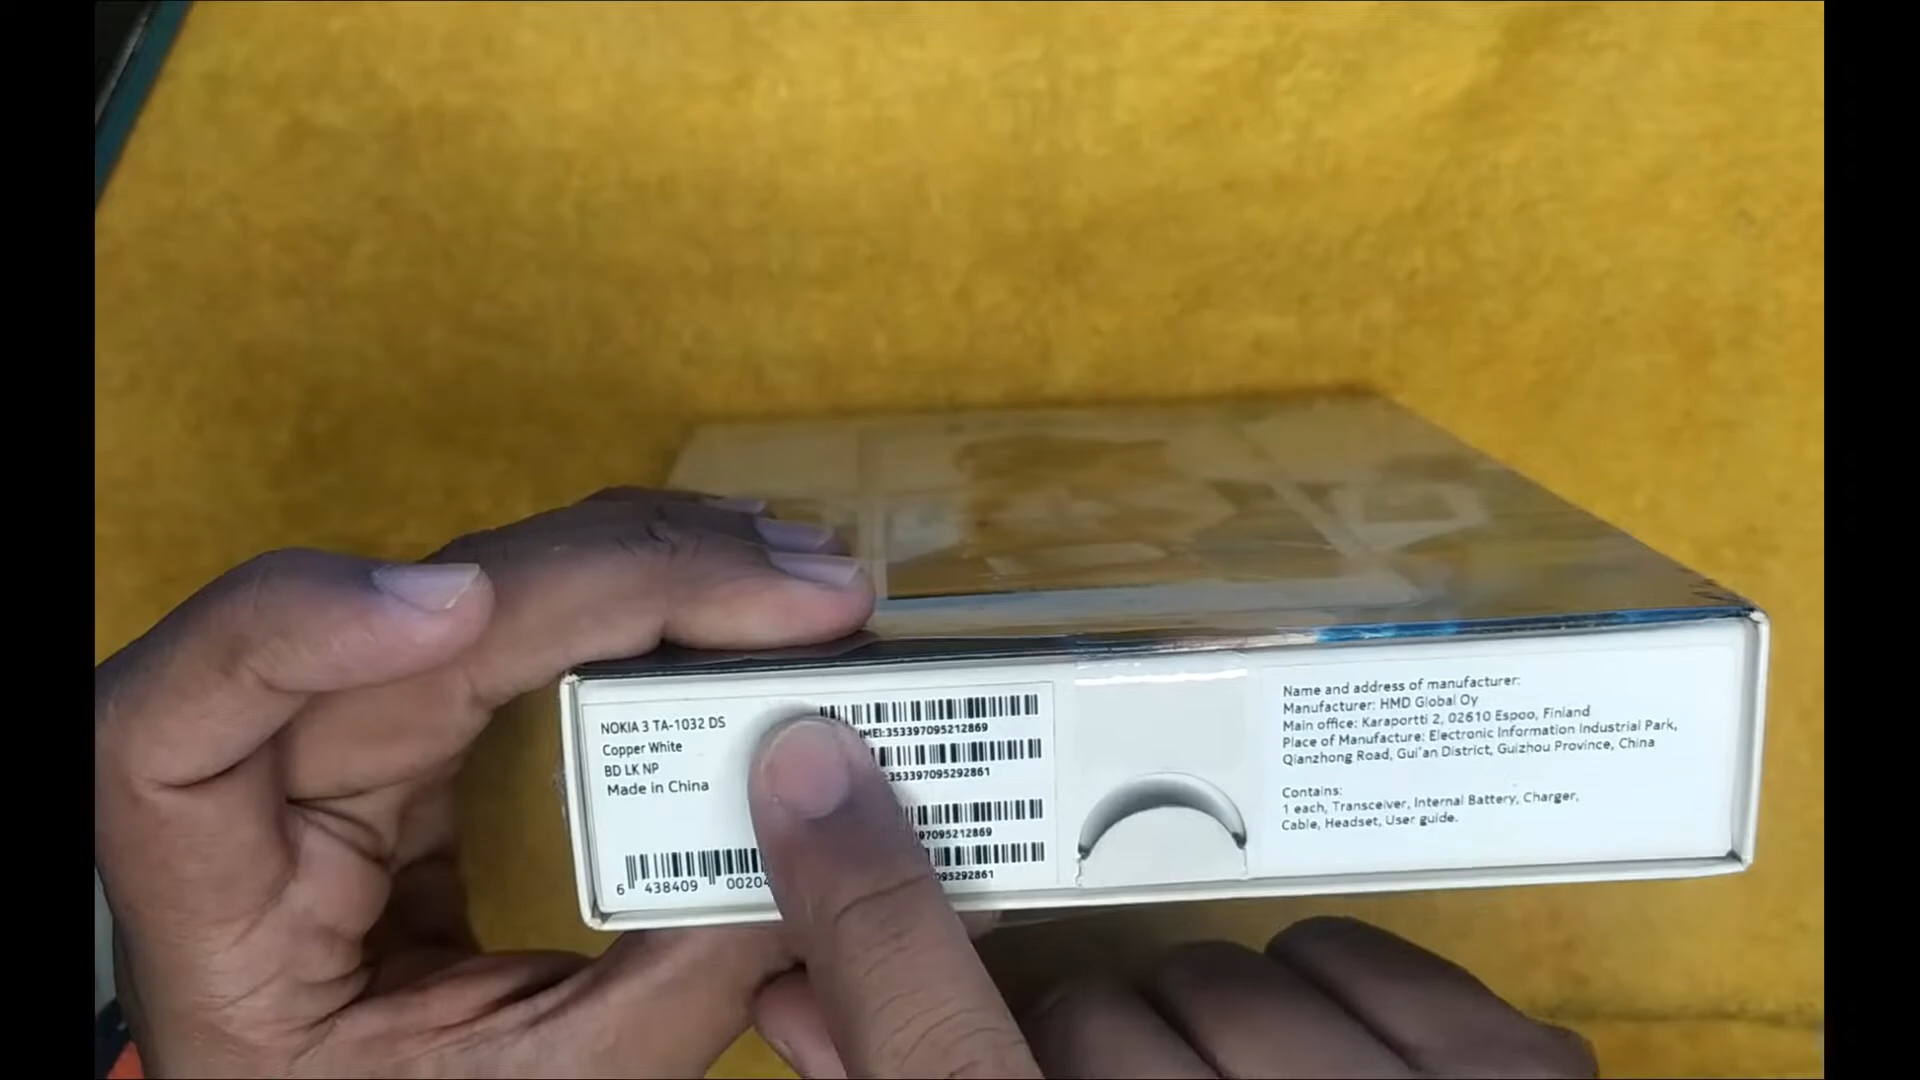 NOKIA 3 TA-1032 DS
Copper White
BD LK NP
Made in China
6 438409 00204
IMEI:353397095212869
:353397095292861
97095212869
095292861
Name and address of manufacturer:
Manufacturer: HMD Global Oy
Main office: Karaportti 2, 02610 Espoo, Finland
Place of Manufacture: Electronic Information Industrial Park,
Qianzhong Road, Gui'an District, Guizhou Province, China
Contains:
1 each, Transceiver, Internal Battery, Charger,
Cable, Headset, User guide.